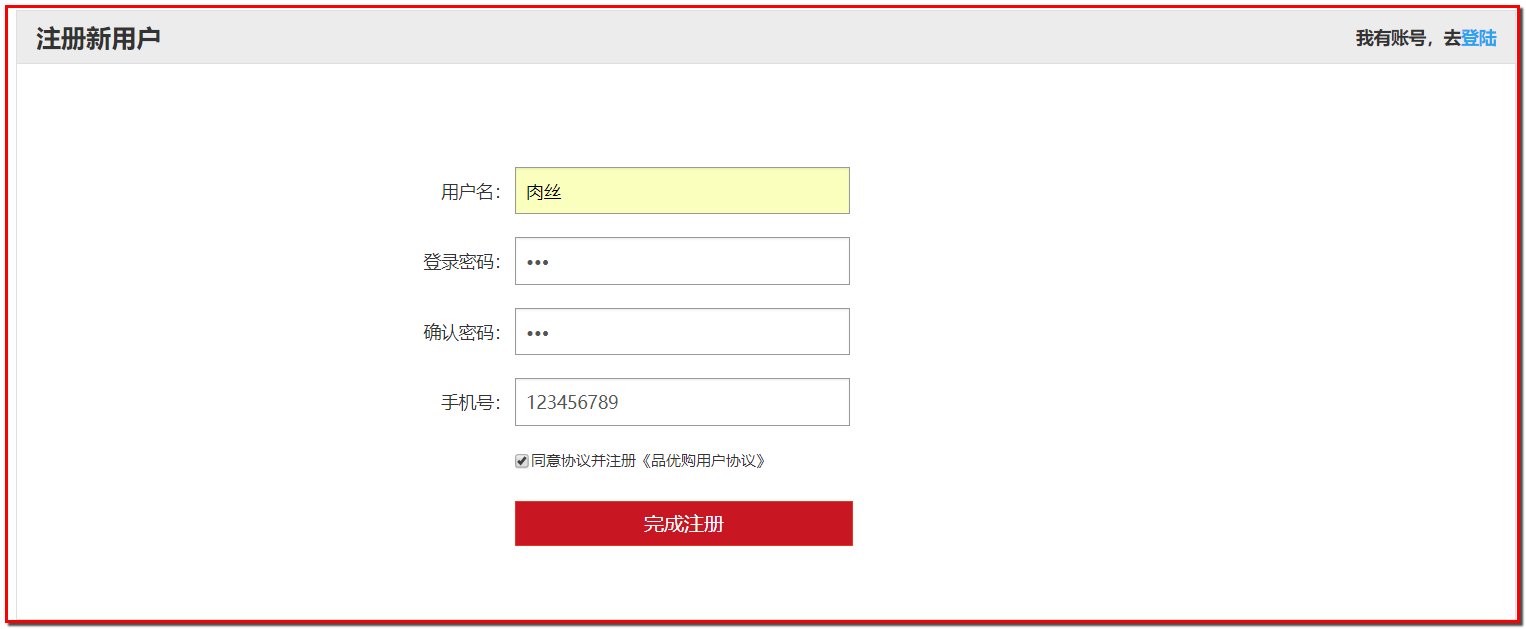 注册新用户
我有账号，去登陆
用户名：
肉丝
登录密码：
•••
确认密码：
•••
手机号：
123456789
同意协议并注册《品优购用户协议》
完成注册